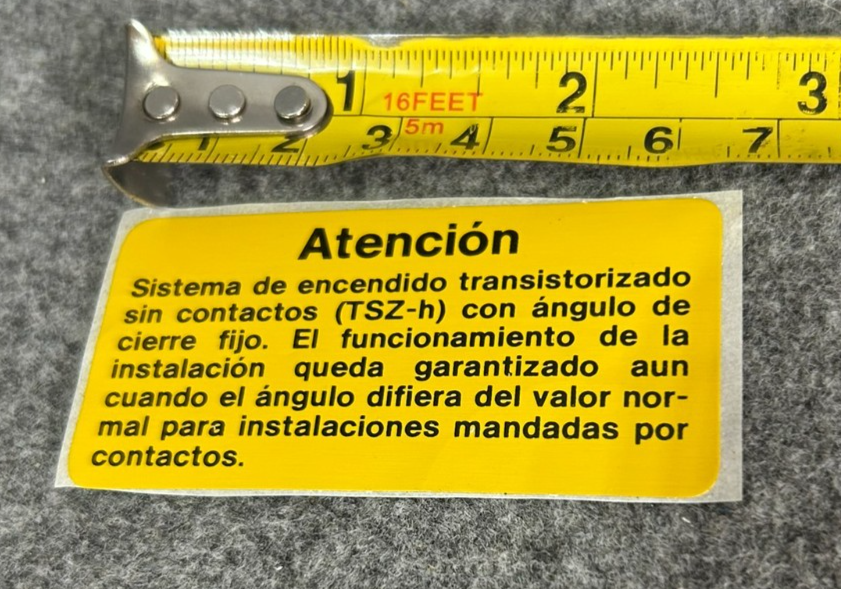 1 2 3
16FEET
5m
1 2 3 4 5 6 7
Atención
Sistema de encendido transistorizado
sin contactos (TSZ-h) con ángulo de
cierre fijo. El funcionamiento de la
instalación queda garantizado aun
cuando el ángulo difiera del valor nor-
mal para instalaciones mandadas por
contactos.